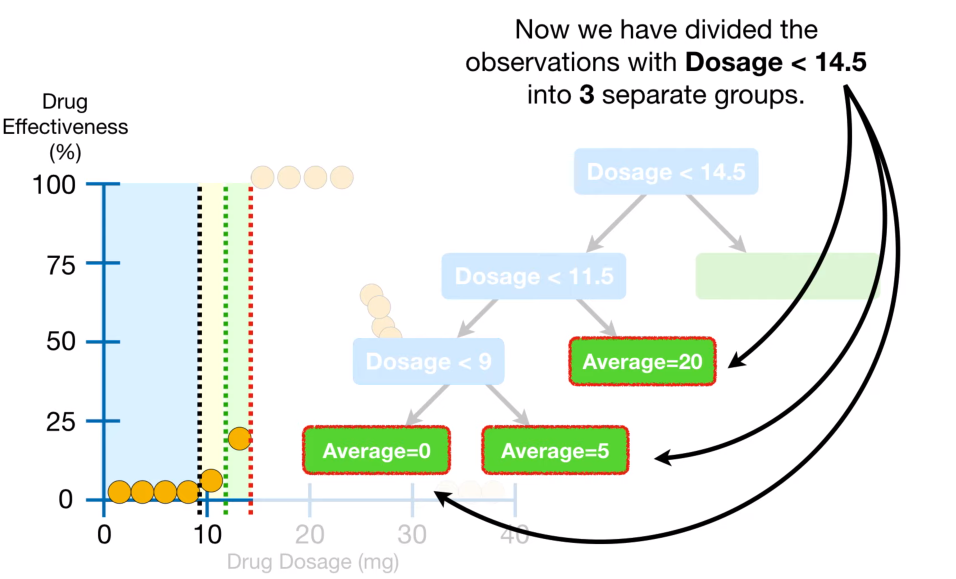 Now we have divided the
observations with Dosage < 14.5
into 3 separate groups.
Drug
Effectiveness
(%)
100
75
50
25
0
0
10
20
30
40
Drug Dosage (mg)
Dosage < 14.5
Dosage < 11.5
Dosage < 9
Average=20
Average=0
Average=5